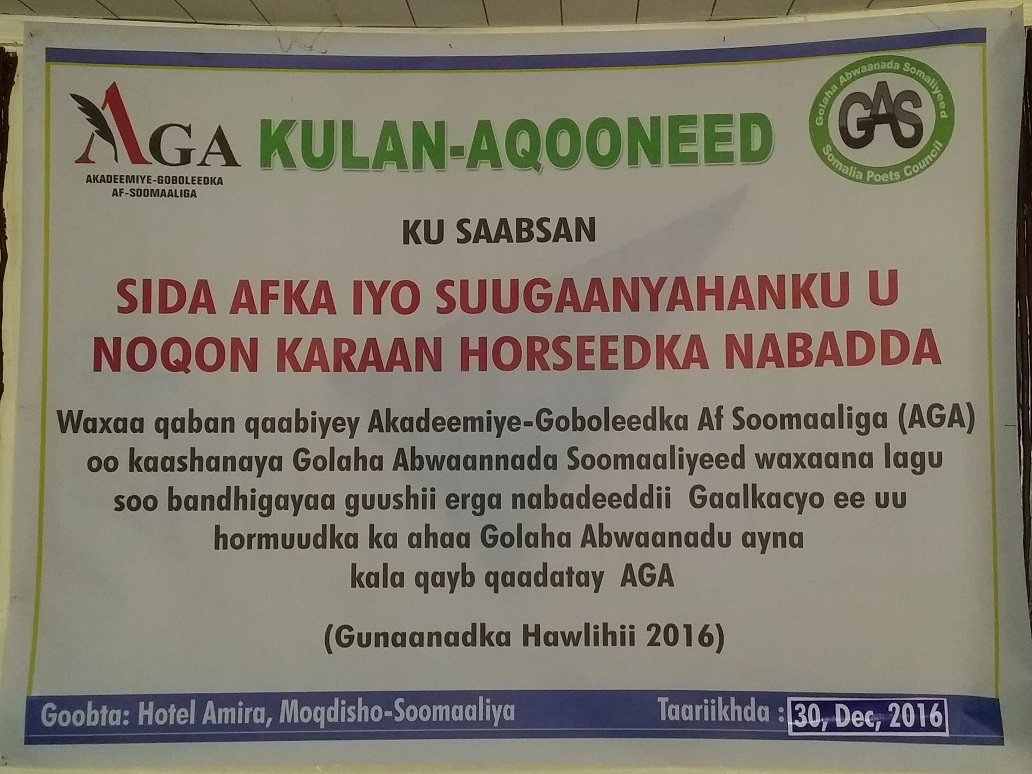 AGA
AKADEEMIYE-GOBOLEEDKA
AF-SOOMAALIGA
KULAN-AQOONEED
Golaha Abwaanada Somaliyeed
GAS
Somalia Poets Council
KU SAABSAN
SIDA AFKA IYO SUUGAANYAHANKU U
NOQON KARAAN HORSEEDKA NABADDA
Waxaa qaban qaabiyey Akadeemiye-Goboleedka Af Soomaaliga (AGA)
oo kaashanaya Golaha Abwaannada Soomaaliyeed waxaana lagu
soo bandhigayaa guushii erga nabadeeddii Gaalkacyo ee uu
hormuudka ka ahaa Golaha Abwaanadu ayna
kala qayb qaadatay AGA
(Gunaanadka Hawlihii 2016)
Goobta: Hotel Amira, Moqdisho-Soomaaliya
Taariikhda : 30, Dec, 2016